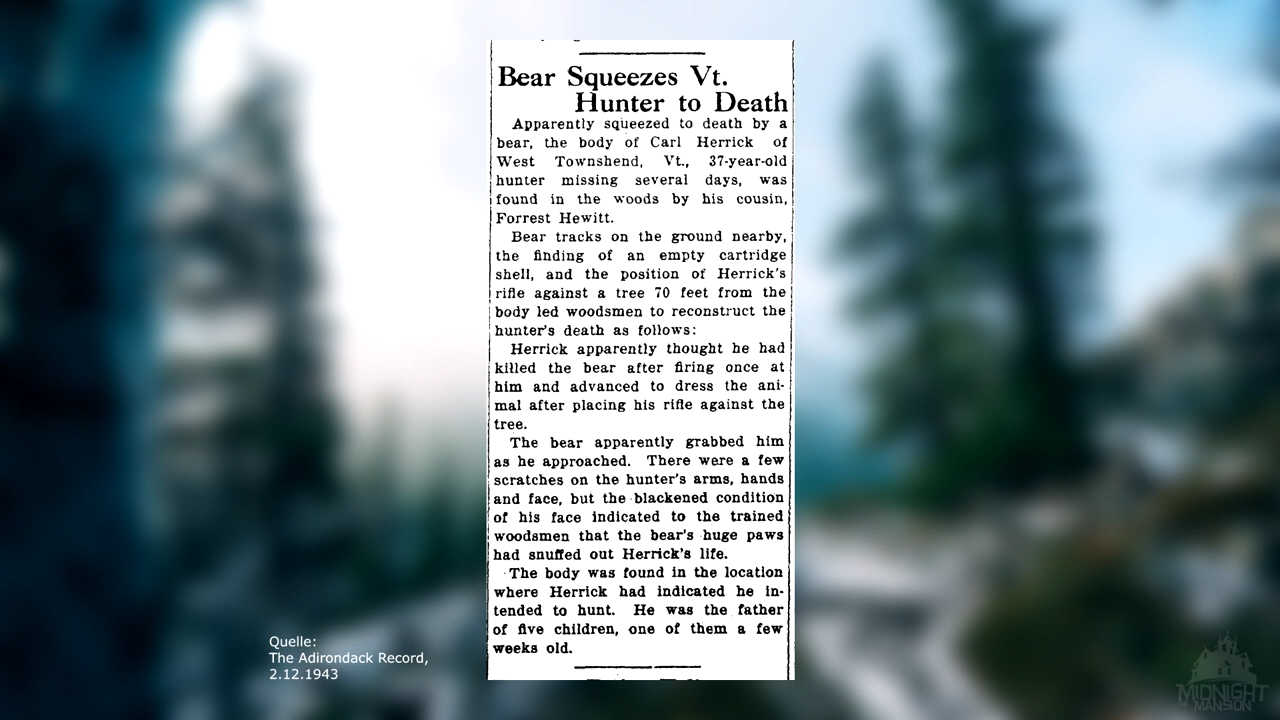 Bear Squeezes Vt.
Hunter to Death
Apparently squeezed to death by a
bear, the body of Carl Herrick of
West Townshend, Vt., 37-year-old
hunter missing several days, was
found in the woods by his cousin,
Forrest Hewitt.
Bear tracks on the ground nearby,
the finding of an empty cartridge
shell, and the position of Herrick's
rifle against a tree 70 feet from the
body led woodsmen to reconstruct the
hunter's death as follows:
Herrick apparently thought he had
killed the bear after firing once at
him and advanced to dress the ani-
mal after placing his rifle against the
tree.
The bear apparently grabbed him
as he approached. There were a few
scratches on the hunter's arms, hands
and face, but the blackened condition
of his face indicated to the trained
woodsmen that the bear's huge paws
had snuffed out Herrick's life.
The body was found in the location
where Herrick had indicated he in-
tended to hunt. He was the father
of five children, one of them a few
weeks old.
Quelle:
The Adirondack Record,
2.12.1943
MIDNIGHT
MANSION